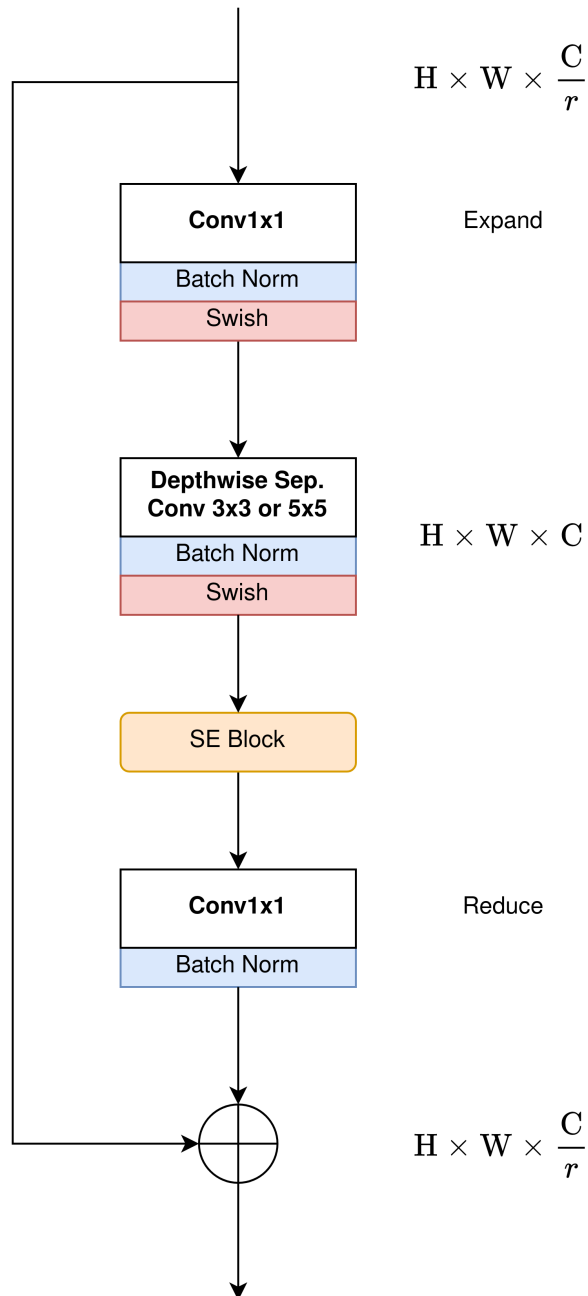 H × W × C/r
Conv1x1
Expand
Batch Norm
Swish
Depthwise Sep.
Conv 3x3 or 5x5
H × W × C
Batch Norm
Swish
SE Block
Conv1x1
Reduce
Batch Norm
H × W × C/r